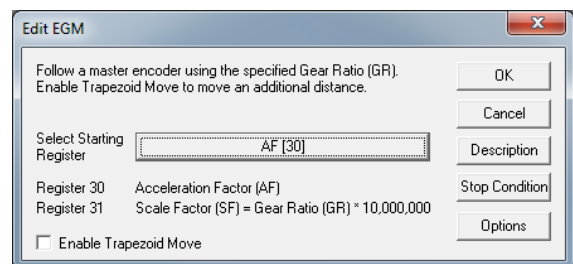 Edit EGM
Follow a master encoder using the specified Gear Ratio (GR).
Enable Trapezoid Move to move an additional distance.
OK
Cancel
Select Starting
Register
AF [30]
Description
Register 30 Acceleration Factor (AF)
Stop Condition
Register 31 Scale Factor (SF) = Gear Ratio (GR) * 10,000,000
Options
Enable Trapezoid Move